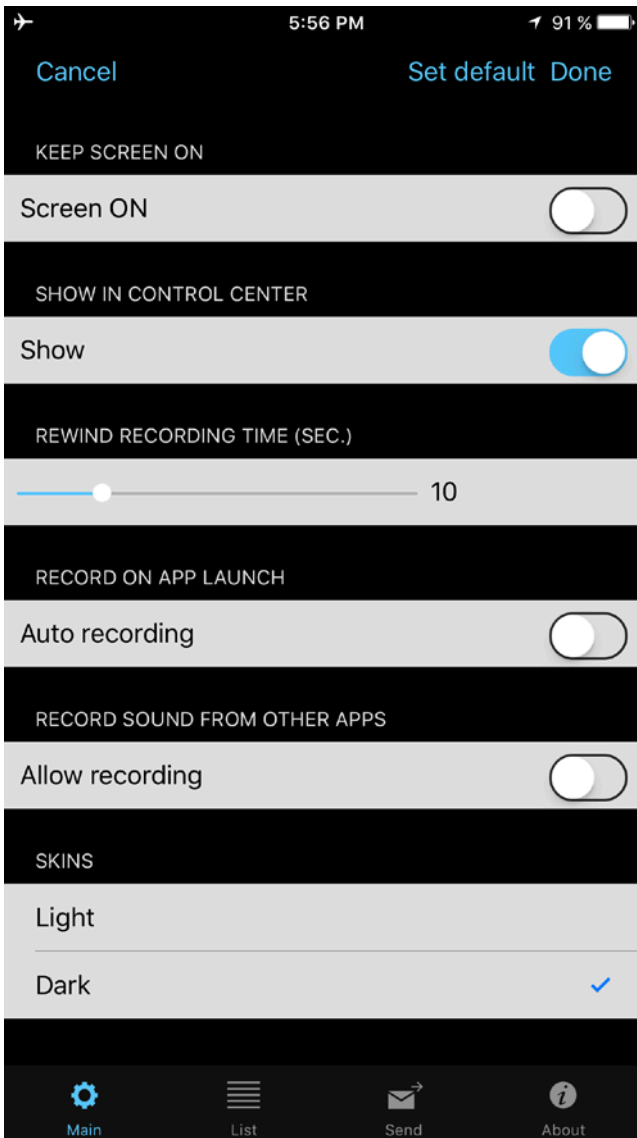 5:56 PM 91 %
Cancel Set default Done
KEEP SCREEN ON
Screen ON
SHOW IN CONTROL CENTER
Show
REWIND RECORDING TIME (SEC.)
10
RECORD ON APP LAUNCH
Auto recording
RECORD SOUND FROM OTHER APPS
Allow recording
SKINS
Light
Dark
Main List Send About